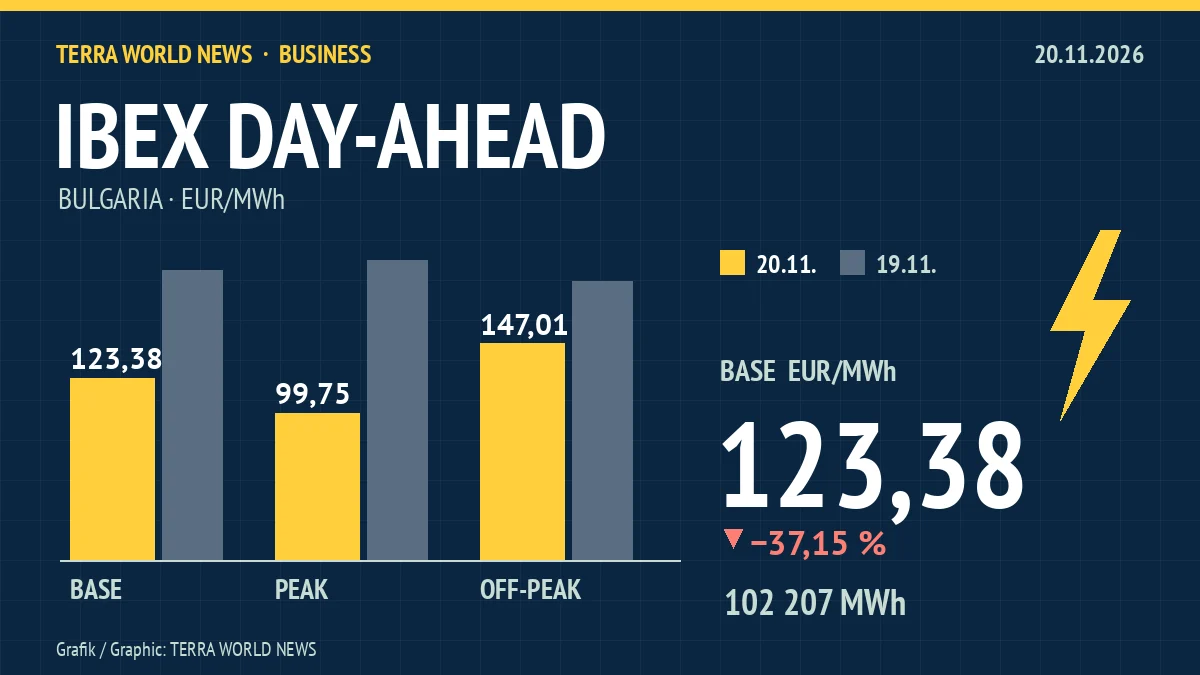 TERRA WORLD NEWS · BUSINESS
20.11.2026
IBEX DAY-AHEAD
BULGARIA · EUR/MWh
20.11.
19.11.
123,38
99,75
147,01
BASE
PEAK
OFF-PEAK
BASE EUR/MWh
123,38
−37,15 %
102 207 MWh
Grafik / Graphic: TERRA WORLD NEWS